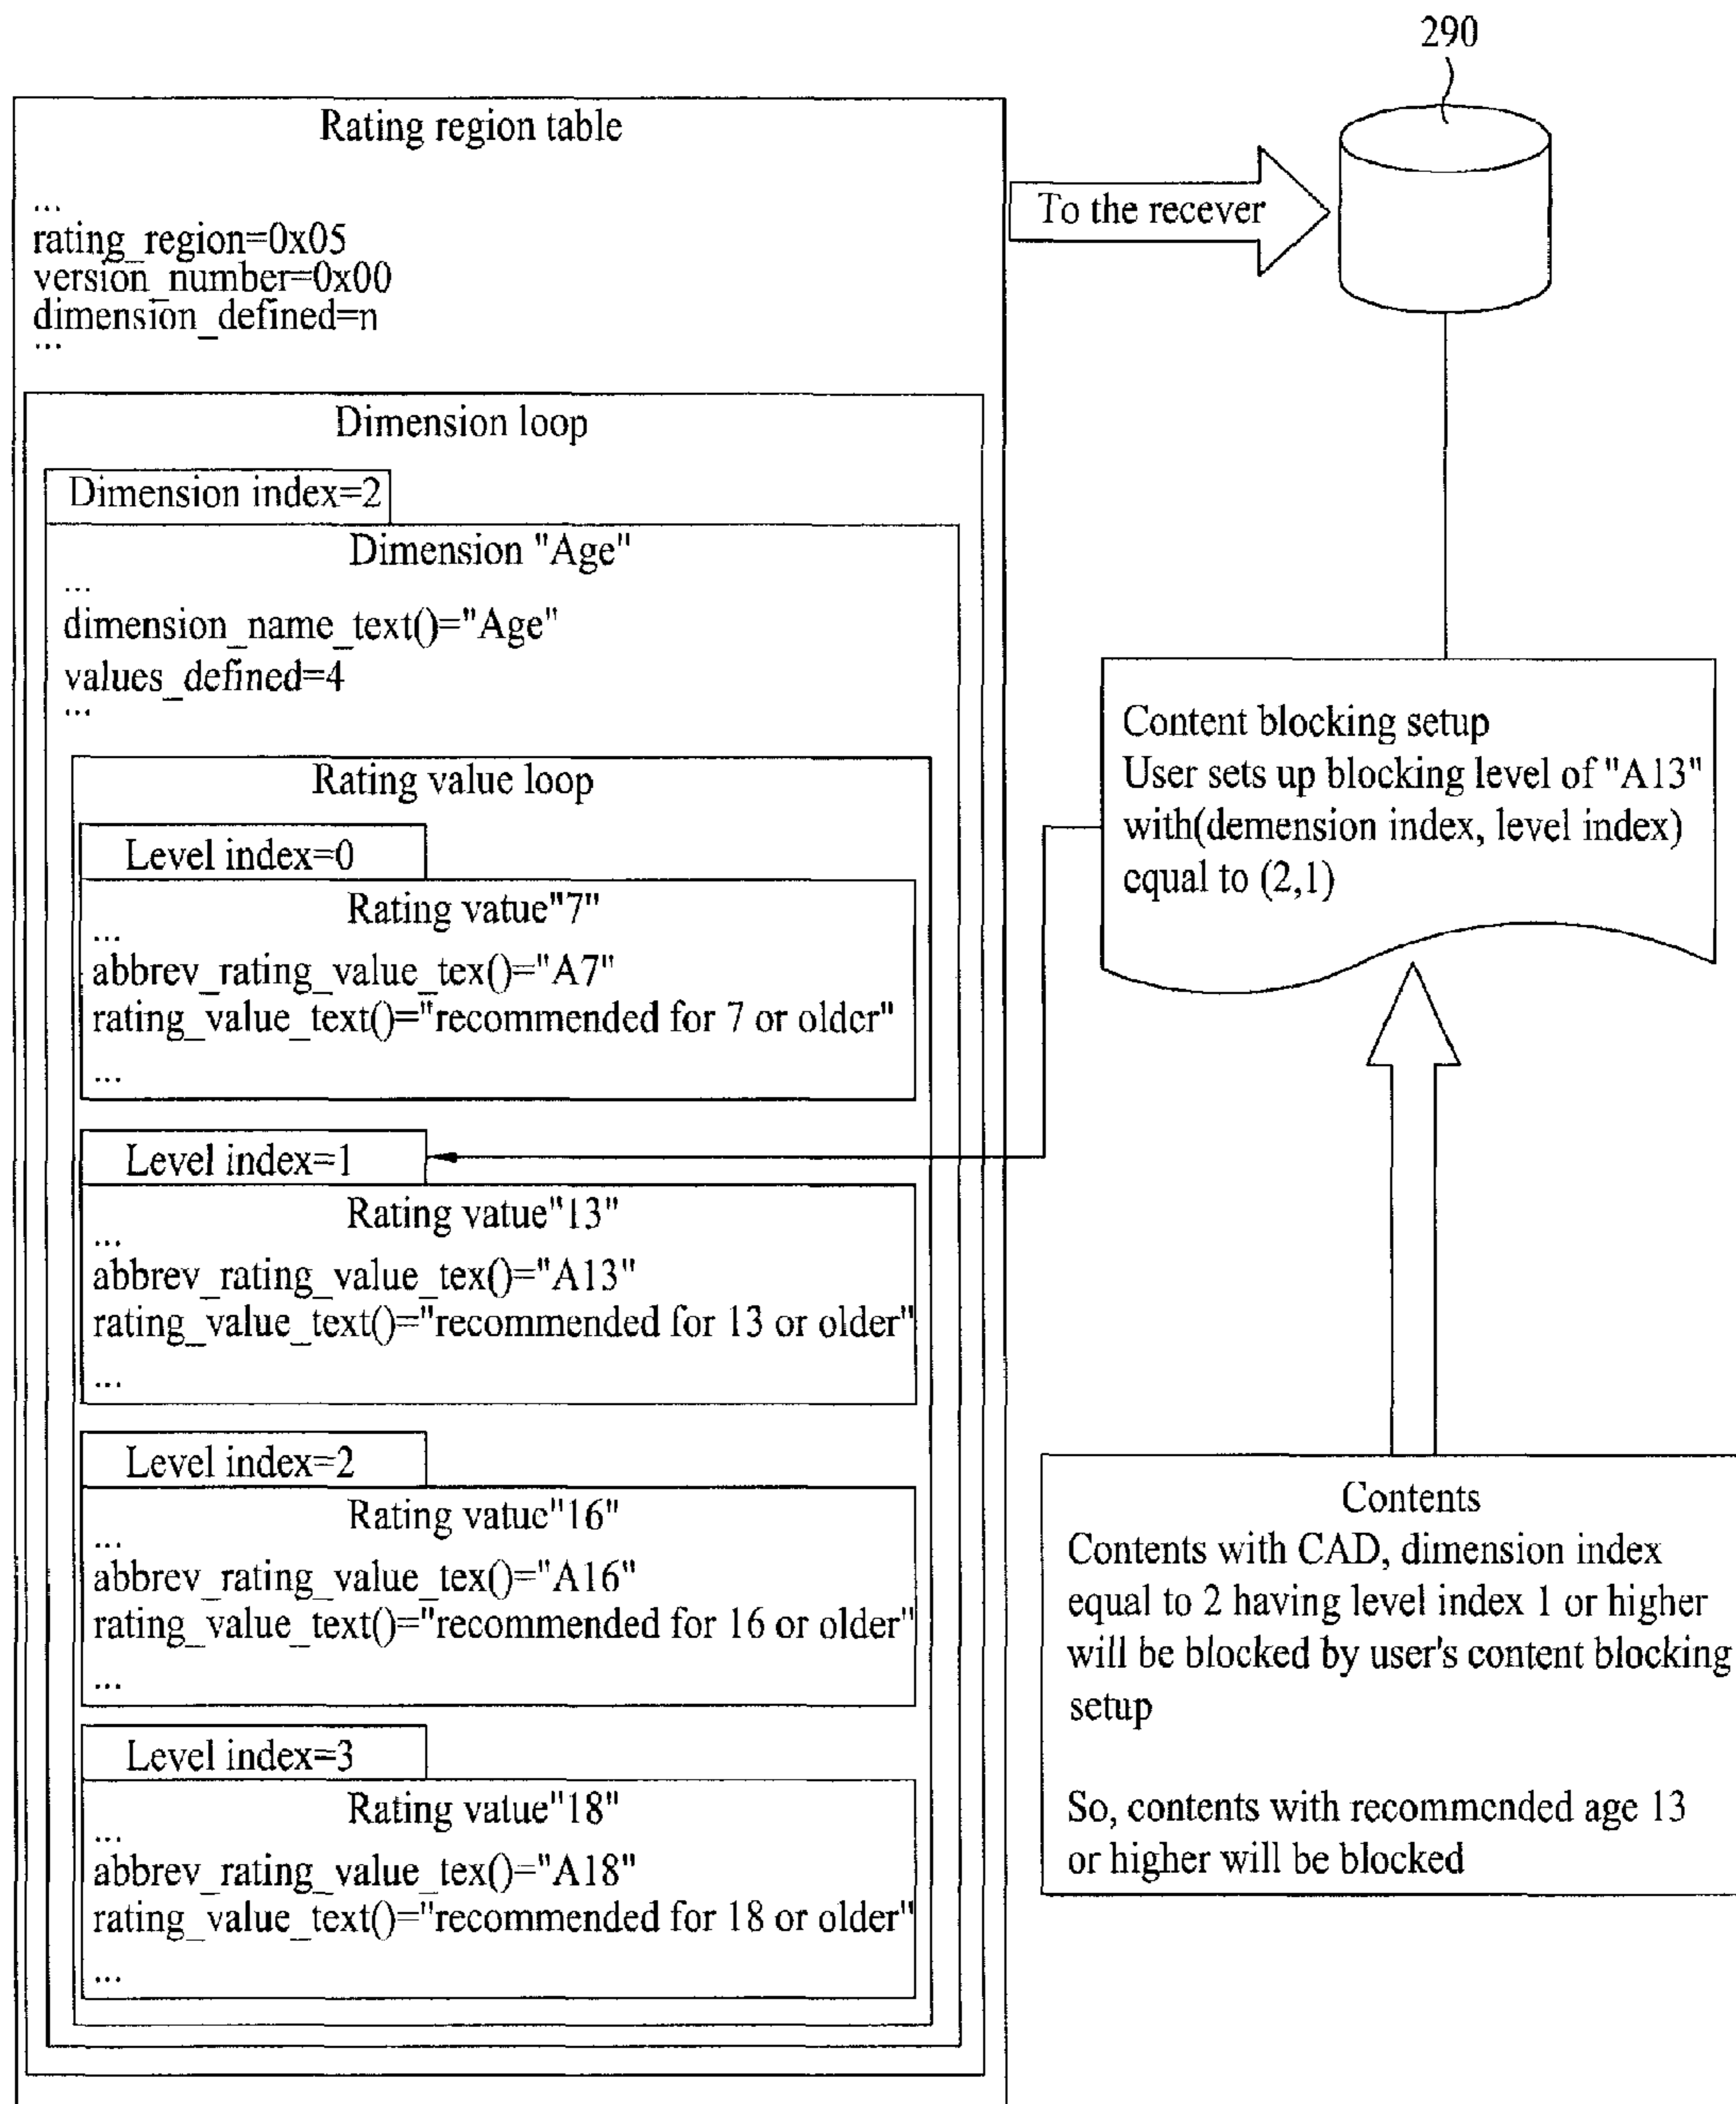 290
Rating region table
...
rating_region=0x05
version_number=0x00
dimension_defined=n
...
To the recever
Dimension loop
Dimension index=2
Dimension "Age"
...
dimension_name_text()="Age"
values_defined=4
...
Content blocking setup
User sets up blocking level of "A13"
with(demension index, level index)
equal to (2,1)
Rating value loop
Level index=0
Rating vatue"7"
...
abbrev_rating_value_tex()="A7"
rating_value_text()="recommended for 7 or older"
...
Level index=1
Rating vatue"13"
...
abbrev_rating_value_tex()="A13"
rating_value_text()="recommended for 13 or older"
...
Level index=2
Rating vatue"16"
...
abbrev_rating_value_tex()="A16"
rating_value_text()="recommended for 16 or older"
...
Level index=3
Rating vatue"18"
...
abbrev_rating_value_tex()="A18"
rating_value_text()="recommended for 18 or older"
...
Contents
Contents with CAD, dimension index
equal to 2 having level index 1 or higher
will be blocked by user's content blocking
setup
So, contents with recommended age 13
or higher will be blocked